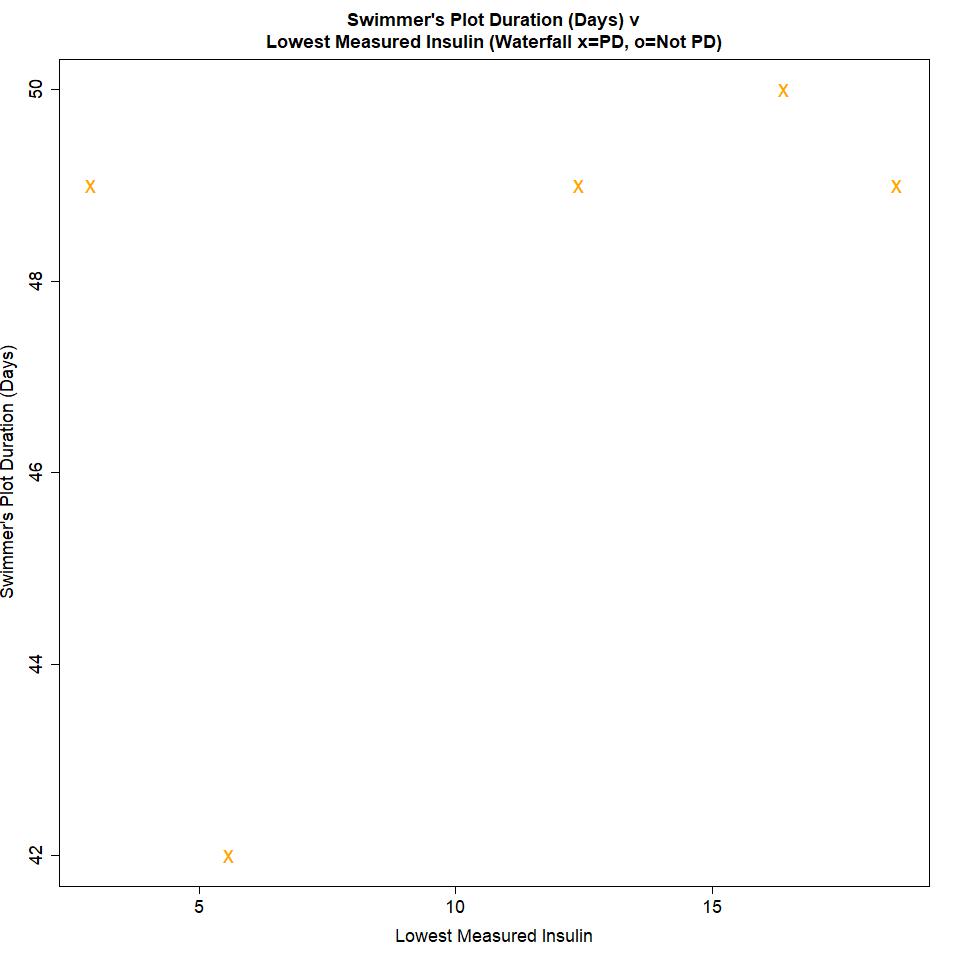 Swimmer's Plot Duration (Days) v
Lowest Measured Insulin (Waterfall x=PD, o=Not PD)
50
48
46
44
42
Swimmer's Plot Duration (Days)
X
X
X
X
X
5
10
15
Lowest Measured Insulin